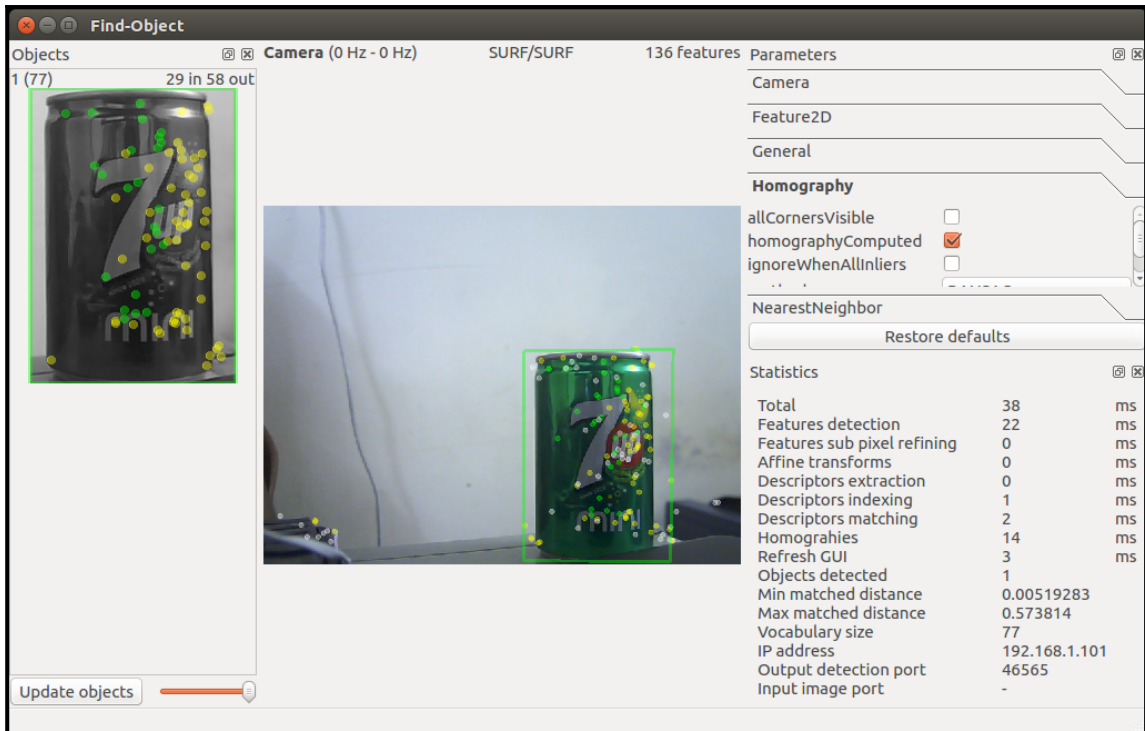 Find-Object
Objects
1 (77) 29 in 58 out
7
up
mini
Update objects
Camera (0 Hz - 0 Hz) SURF/SURF 136 features
7
up
mini
Parameters
Camera
Feature2D
General
Homography
allCornersVisible
homographyComputed
ignoreWhenAllInliers
NearestNeighbor
Restore defaults
Statistics
Total 38 ms
Features detection 22 ms
Features sub pixel refining 0 ms
Affine transforms 0 ms
Descriptors extraction 0 ms
Descriptors indexing 1 ms
Descriptors matching 2 ms
Homograhies 14 ms
Refresh GUI 3 ms
Objects detected 1
Min matched distance 0.00519283
Max matched distance 0.573814
Vocabulary size 77
IP address 192.168.1.101
Output detection port 46565
Input image port -